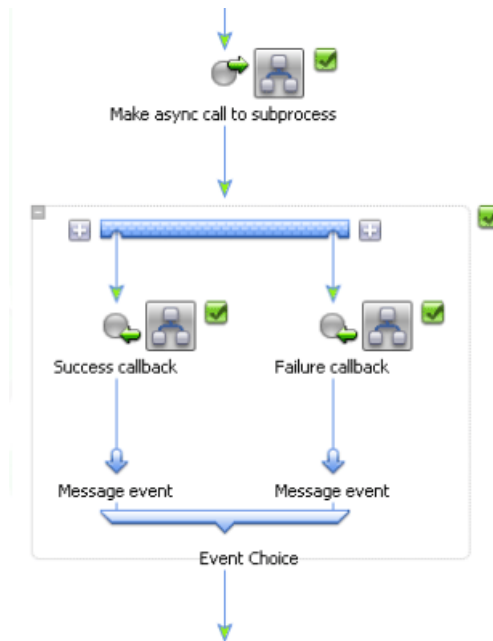 Make async call to subprocess
Success callback
Failure callback
Message event
Message event
Event Choice